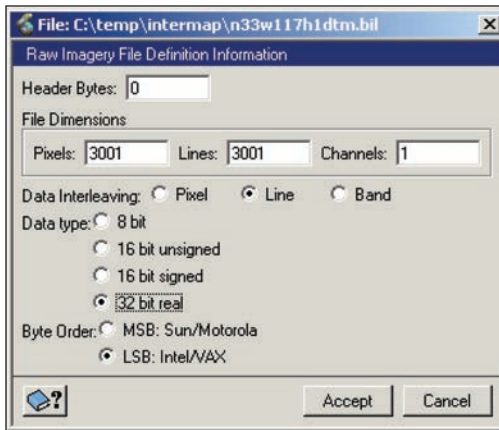 File: C:\temp\intermap\n33w117h1dtm.bil
Raw Imagery File Definition Information
Header Bytes: 0
File Dimensions
Pixels: 3001 Lines: 3001 Channels: 1
Data Interleaving: Pixel Line Band
Data type: 8 bit
16 bit unsigned
16 bit signed
32 bit real
Byte Order: MSB: Sun/Motorola
LSB: Intel/VAX
? Accept Cancel